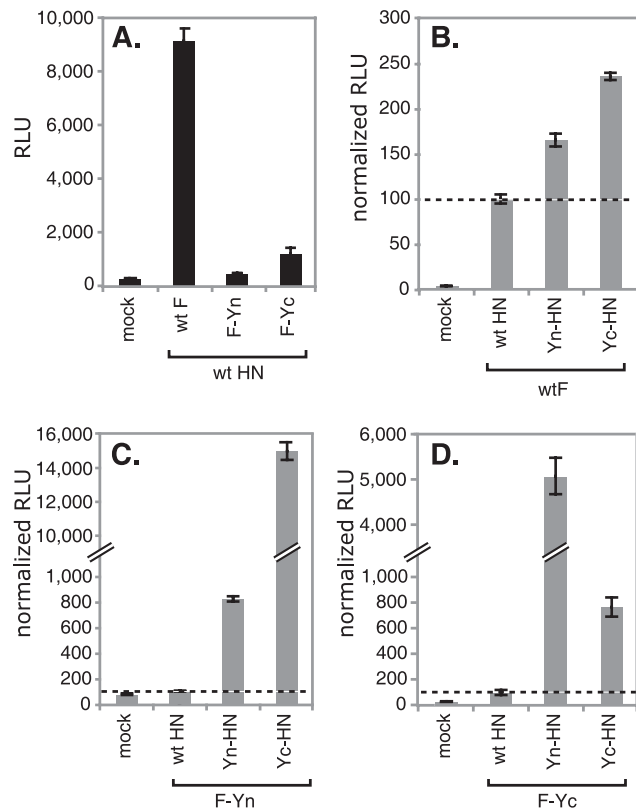 A.
RLU
10,000
8,000
6,000
4,000
2,000
0
mock
wt F
F-Yn
F-Yc
wt HN
B.
normalized RLU
300
250
200
150
100
50
0
mock
wt HN
Yn-HN
Yc-HN
wtF
C.
normalized RLU
16,000
14,000
12,000
10,000
1,000
800
600
400
200
0
mock
wt HN
Yn-HN
Yc-HN
F-Yn
D.
normalized RLU
6,000
5,000
4,000
1,000
800
600
400
200
0
mock
wt HN
Yn-HN
Yc-HN
F-Yc